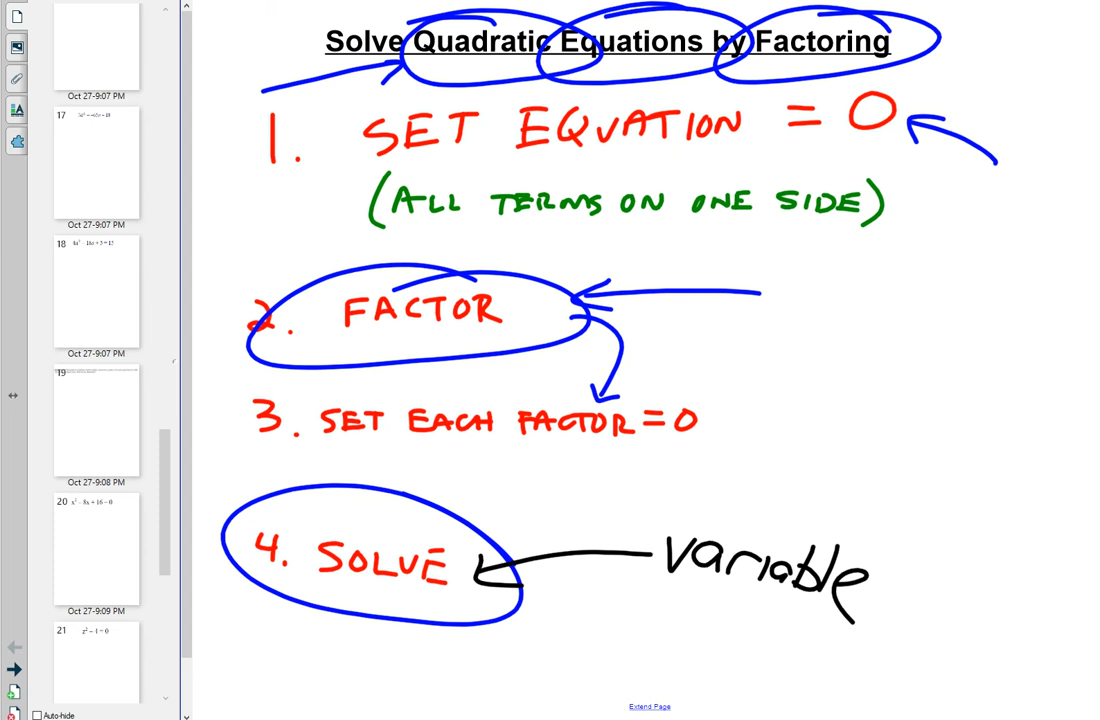 Solve Quadratic Equations by Factoring
1. SET EQUATION = 0
(ALL TERMS ON ONE SIDE)
2. FACTOR
3. SET EACH FACTOR = 0
4. SOLVE
variable
Extend Page
Oct 27-9:07 PM
17
Oct 27-9:07 PM
18
Oct 27-9:07 PM
19
Oct 27-9:08 PM
20 x² - 8x + 16 = 0
Oct 27-9:09 PM
21 z² - 1 = 0
Auto-hide